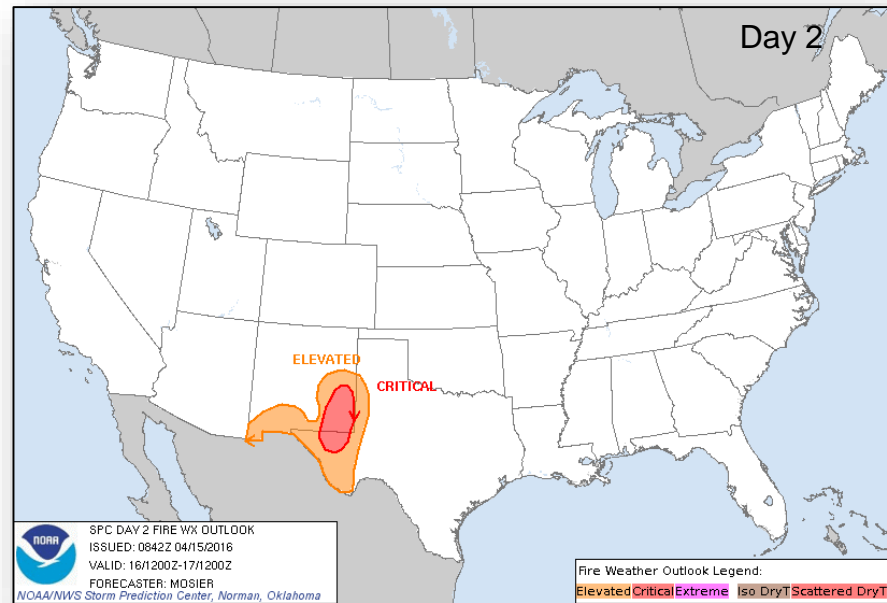 Day 2
ELEVATED
CRITICAL
NOAA
SPC DAY 2 FIRE WX OUTLOOK
ISSUED: 0842Z 04/15/2016
VALID: 16/1200Z-17/1200Z
FORECASTER: MOSIER
NOAA/NWS Storm Prediction Center, Norman, Oklahoma
Fire Weather Outlook Legend:
Elevated Critical Extreme Iso DryT Scattered DryT